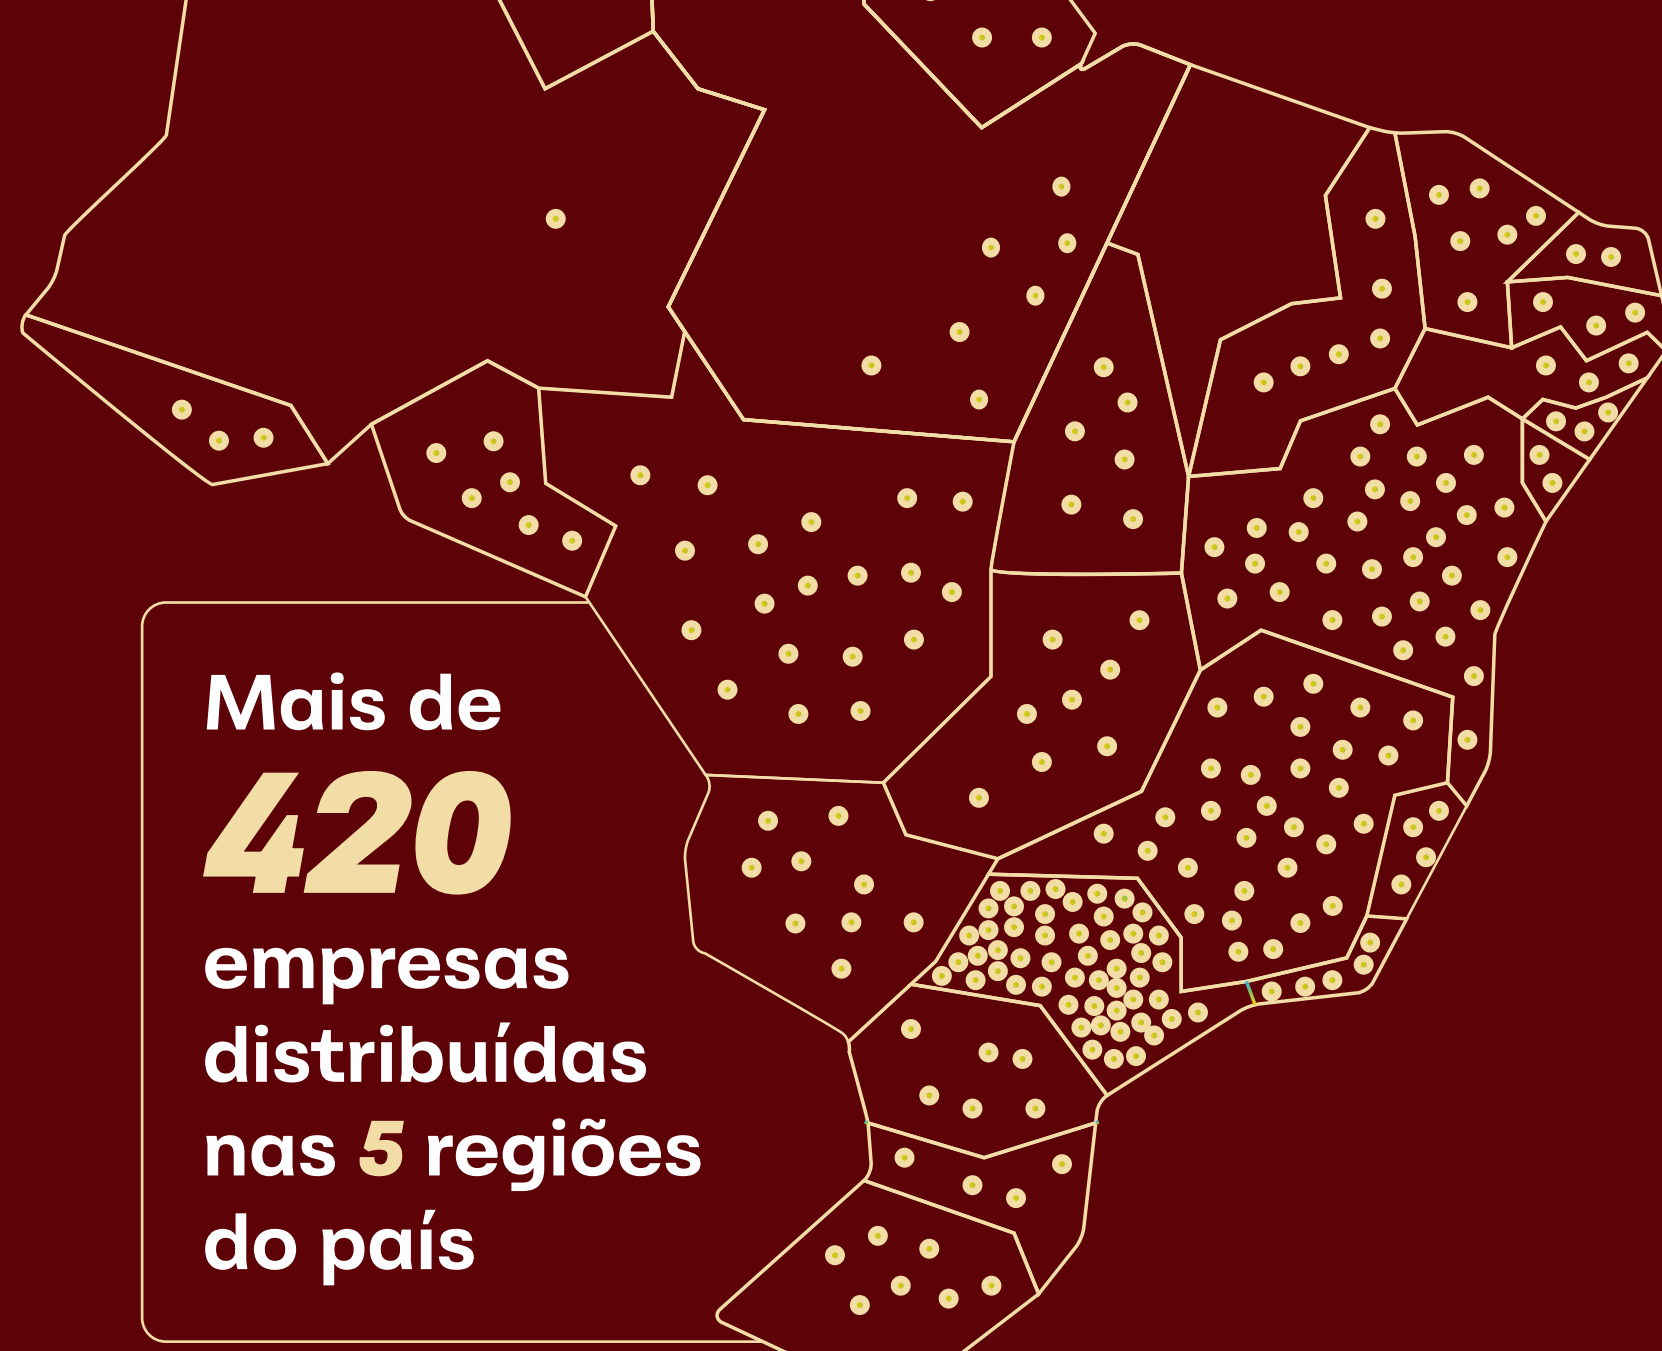 Mais de
420
empresas
distribuídas
nas 5 regiões
do país